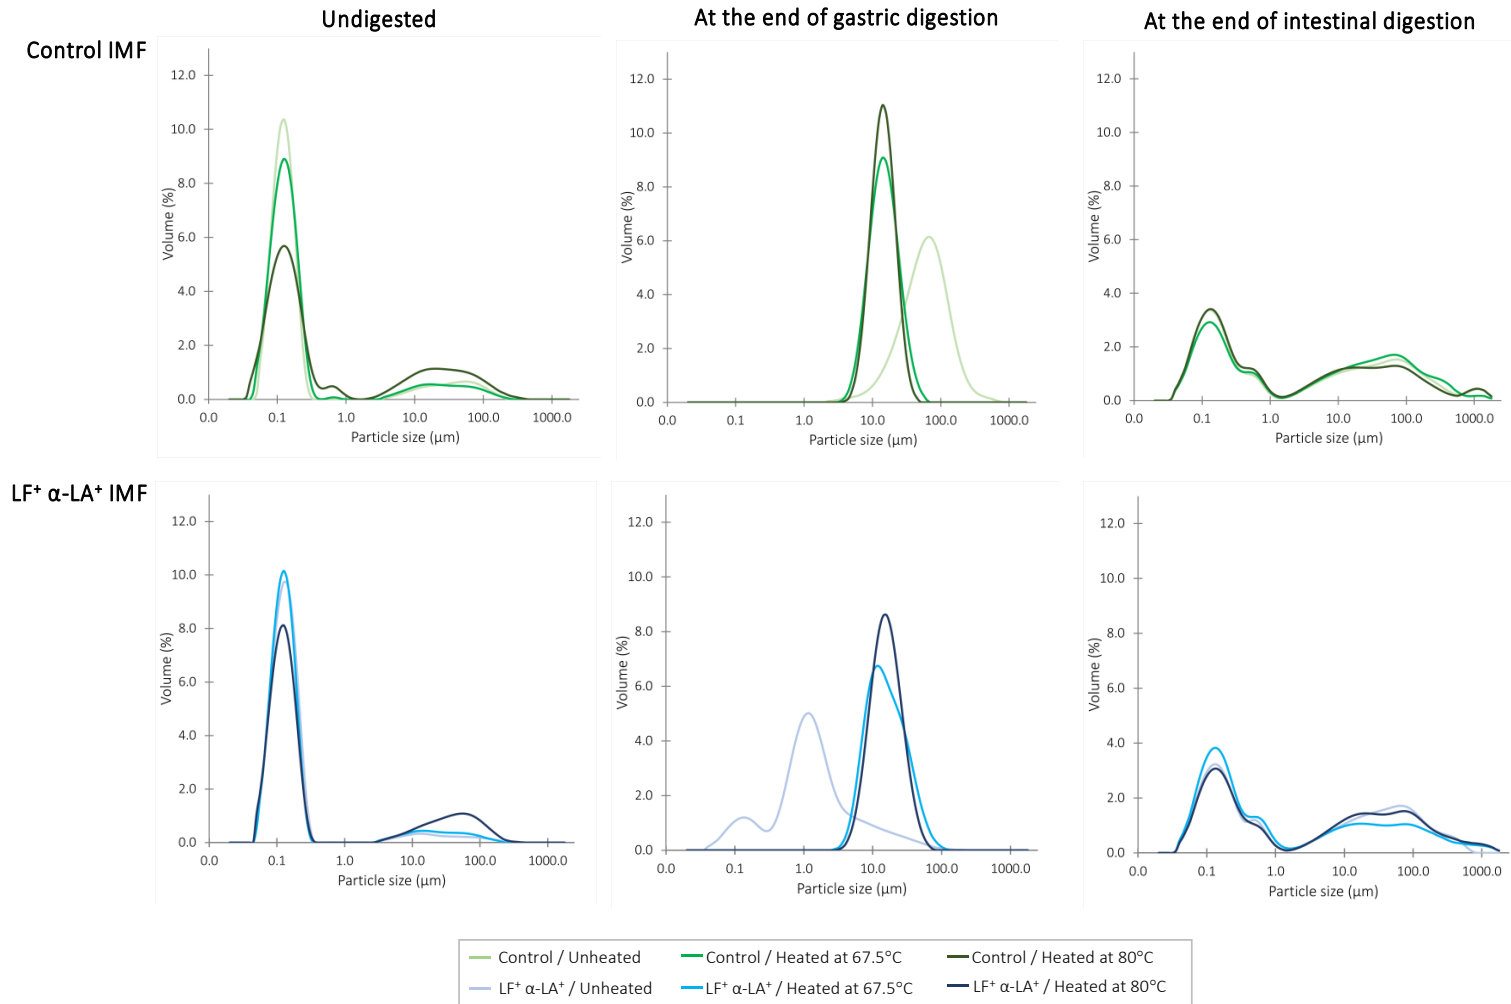 Undigested
At the end of gastric digestion
At the end of intestinal digestion
Control IMF
12.0
10.0
8.0
6.0
4.0
2.0
0.0
Volume (%)
0.0 0.1 1.0 10.0 100.0 1000.0
Particle size (µm)
12.0
10.0
8.0
6.0
4.0
2.0
0.0
Volume (%)
0.0 0.1 1.0 10.0 100.0 1000.0
Particle size (µm)
12.0
10.0
8.0
6.0
4.0
2.0
0.0
Volume (%)
0.0 0.1 1.0 10.0 100.0 1000.0
Particle size (µm)
LF⁺ α-LA⁺ IMF
12.0
10.0
8.0
6.0
4.0
2.0
0.0
Volume (%)
0.0 0.1 1.0 10.0 100.0 1000.0
Particle size (µm)
12.0
10.0
8.0
6.0
4.0
2.0
0.0
Volume (%)
0.0 0.1 1.0 10.0 100.0 1000.0
Particle size (µm)
12.0
10.0
8.0
6.0
4.0
2.0
0.0
Volume (%)
0.0 0.1 1.0 10.0 100.0 1000.0
Particle size (µm)
Control / Unheated Control / Heated at 67.5°C Control / Heated at 80°C
LF⁺ α-LA⁺ / Unheated LF⁺ α-LA⁺ / Heated at 67.5°C LF⁺ α-LA⁺ / Heated at 80°C